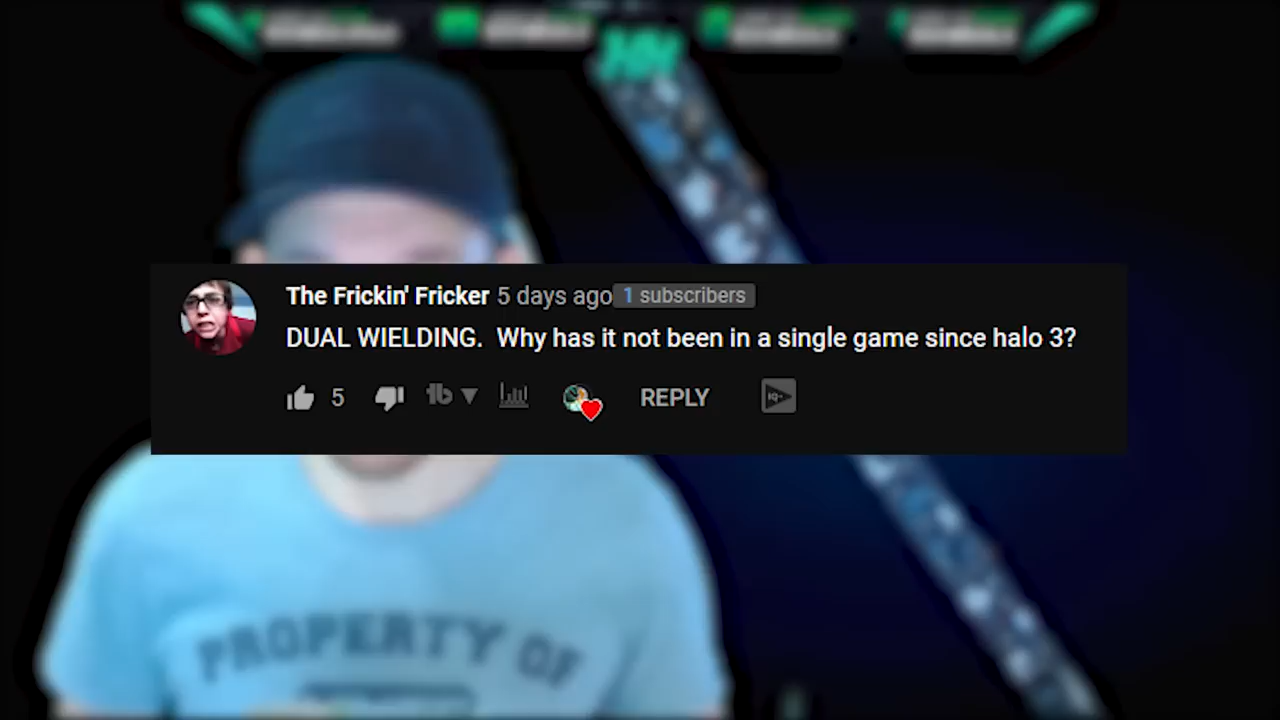 HH
The Frickin' Fricker 5 days ago 1 subscribers
DUAL WIELDING. Why has it not been in a single game since halo 3?
5 REPLY
PROPERTY OF